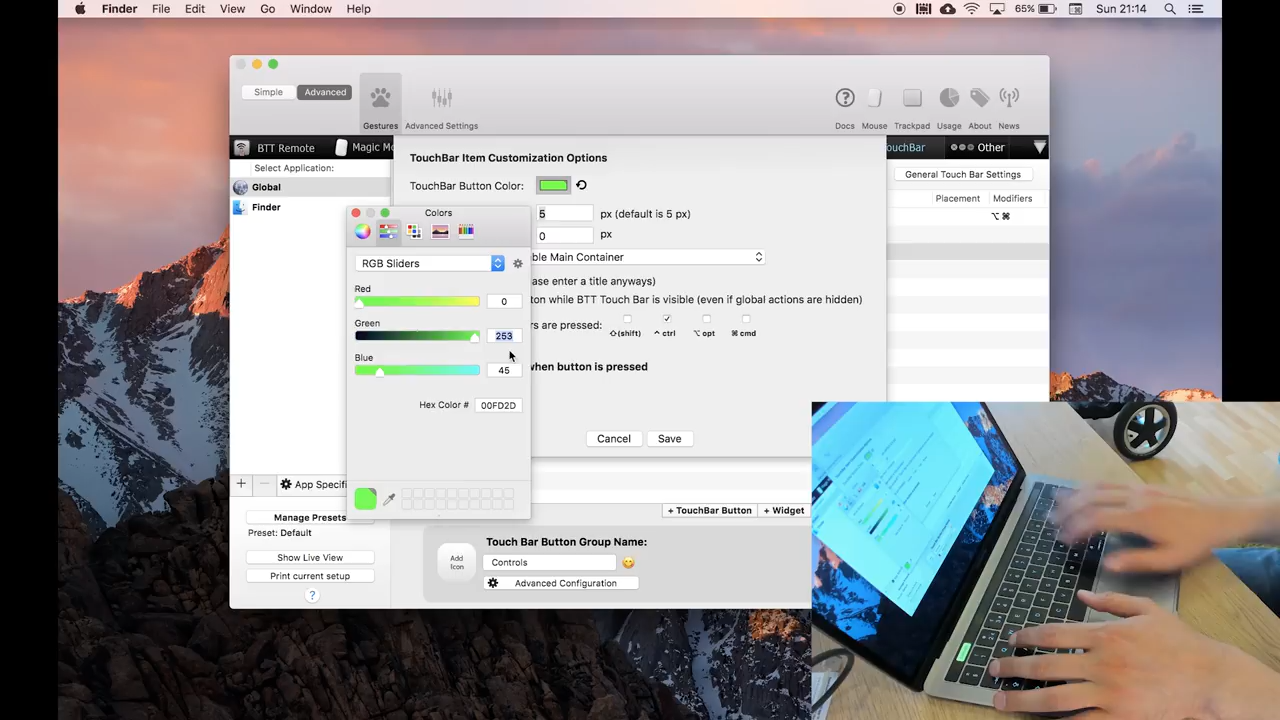 Finder File Edit View Go Window Help 65% Sun 21:14
Simple Advanced
Gestures Advanced Settings Docs Mouse Trackpad Usage About News
BTT Remote Magic Mo TouchBar Other
Select Application:
Global
Finder
TouchBar Item Customization Options
TouchBar Button Color:
5 px (default is 5 px)
0 px
ble Main Container
ase enter a title anyways)
ton while BTT Touch Bar is visible (even if global actions are hidden)
ers are pressed: ⇧(shift) ^ ctrl ⌥ opt ⌘ cmd
when button is pressed
Cancel Save
General Touch Bar Settings
Placement Modifiers
⌥ ⌘
Colors
RGB Sliders
Red
0
Green
253
Blue
45
Hex Color # 00FD2D
+ − App Specifi
Manage Presets
Preset: Default
Show Live View
Print current setup
?
+ TouchBar Button + Widget
Touch Bar Button Group Name:
Add
Icon
Controls
Advanced Configuration